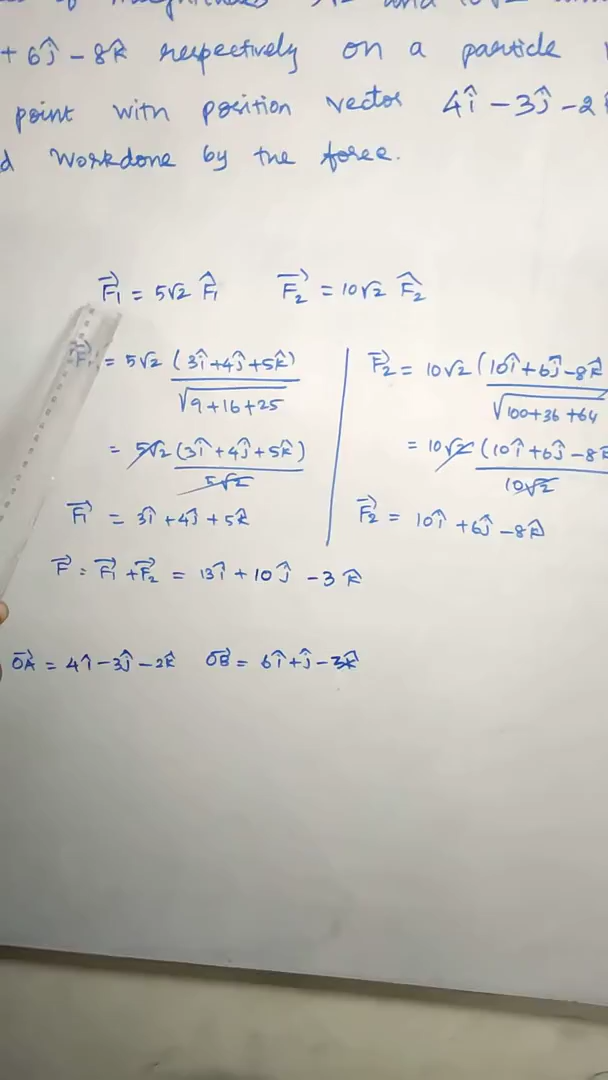 + 6ĵ − 8k̂ respectively on a particle
point with position vector 4î − 3ĵ − 2
workdone by the force.
F⃗₁ = 5√2 F̂₁ F⃗₂ = 10√2 F̂₂
F⃗₁ = 5√2 (3î+4ĵ+5k̂) / √9+16+25
= 5√2 (3î+4ĵ+5k̂) / 5√2
F⃗₁ = 3î+4ĵ+5k̂
F⃗₂ = 10√2 (10î+6ĵ−8k̂ / √100+36+64
= 10√2 (10î+6ĵ−8k̂ / 10√2
F⃗₂ = 10î+6ĵ−8k̂
F⃗ = F⃗₁+F⃗₂ = 13î+10ĵ−3k̂
OA⃗ = 4î−3ĵ−2k̂ OB⃗ = 6î+ĵ−3k̂